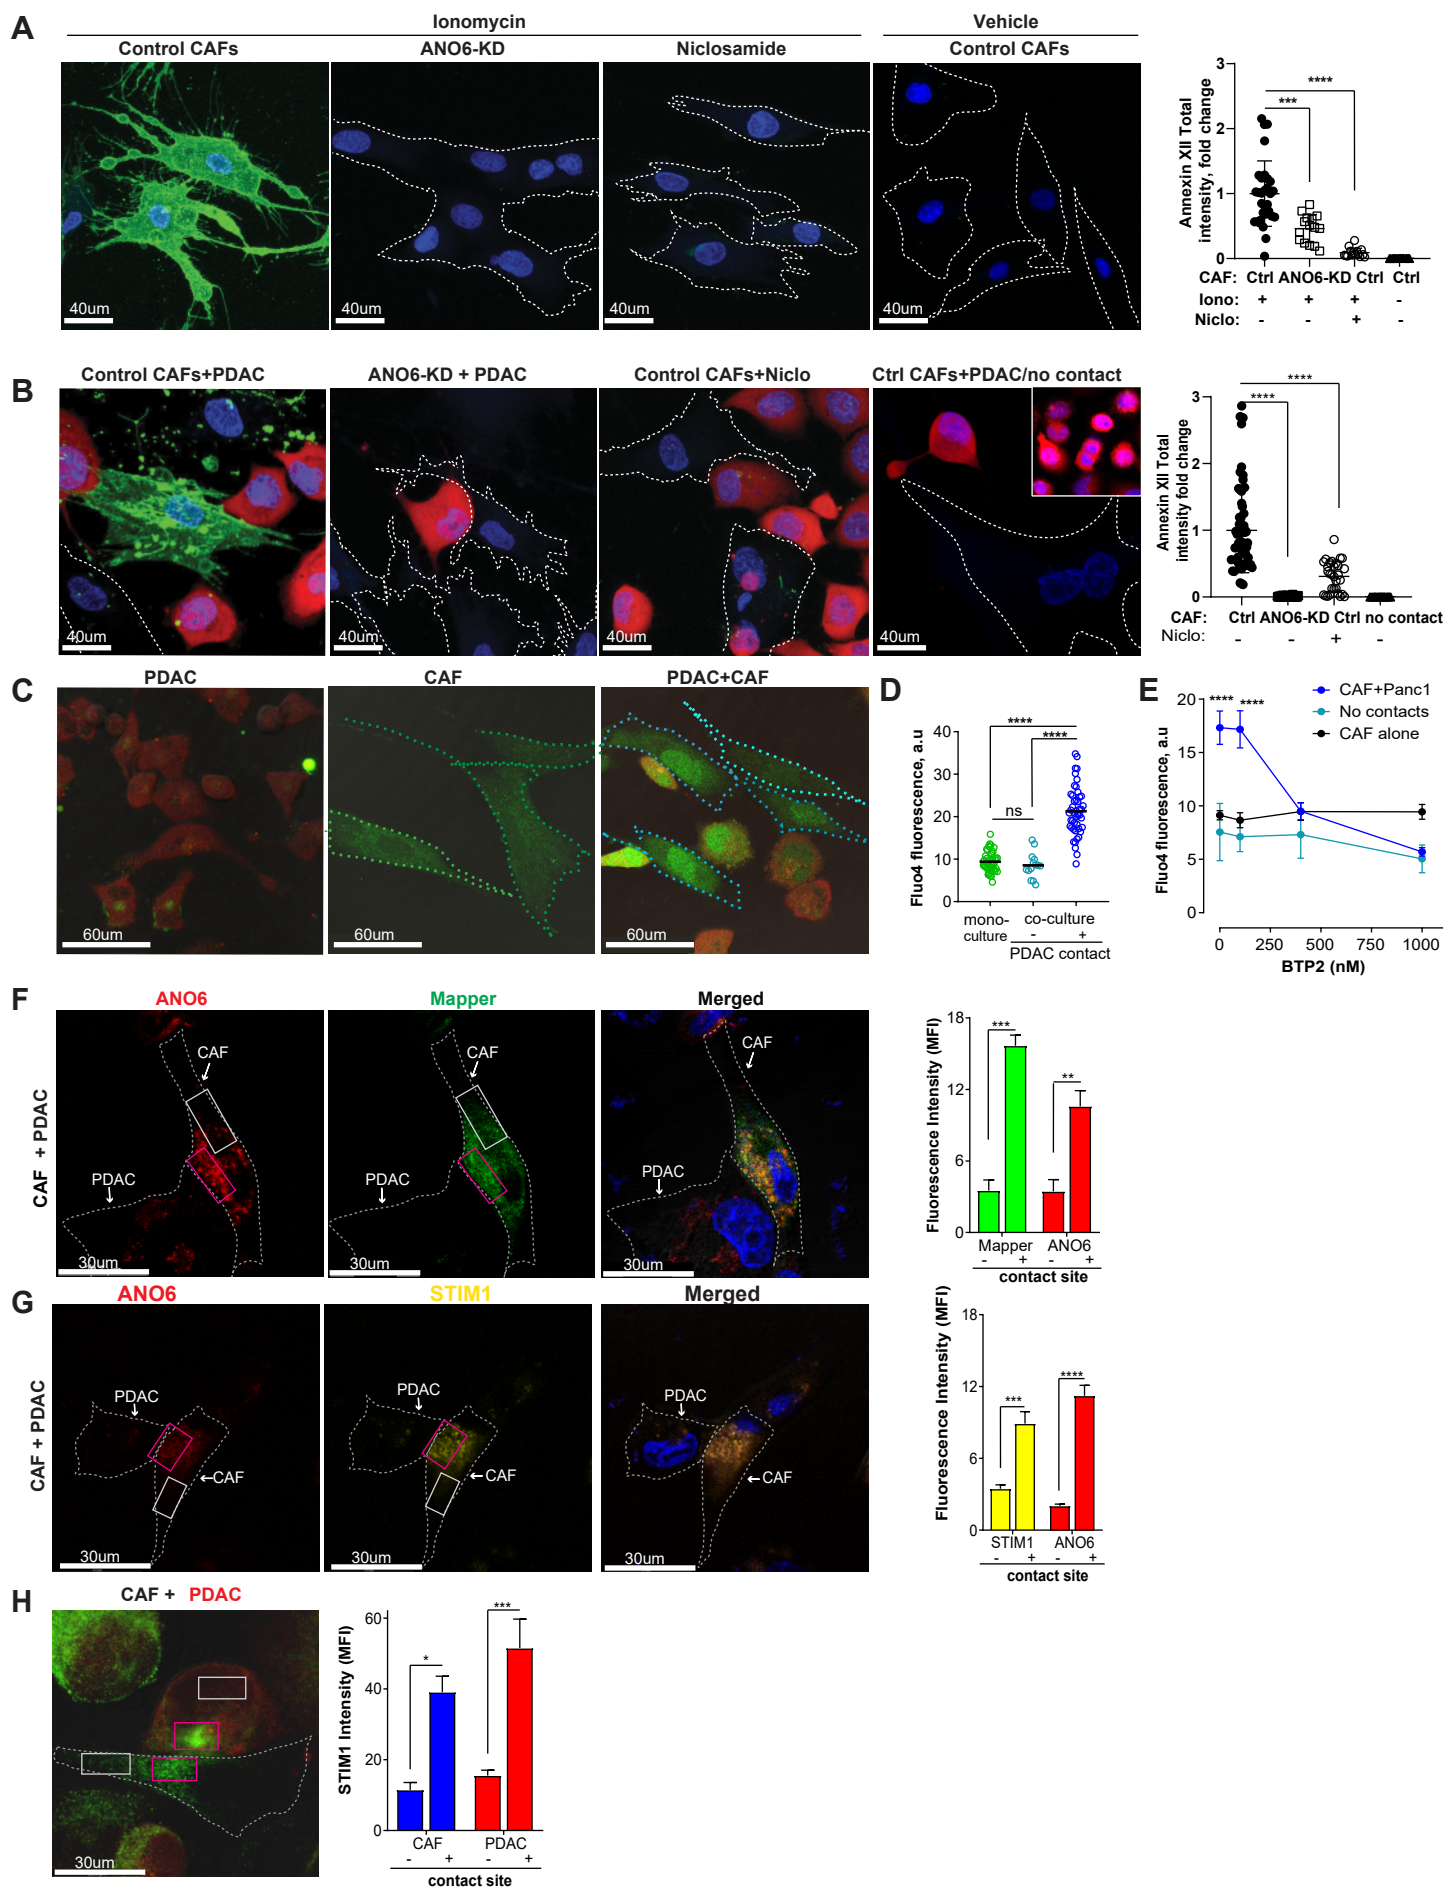 A
Ionomycin
Vehicle
Control CAFs
ANO6-KD
Niclosamide
Control CAFs
40um
40um
40um
40um
Annexin XII Total
intensity, fold change
3
2
1
0
***
****
CAF: Ctrl ANO6-KD Ctrl Ctrl
Iono: + + + -
Niclo: - - + -
B
Control CAFs+PDAC
ANO6-KD + PDAC
Control CAFs+Niclo
Ctrl CAFs+PDAC/no contact
40um
40um
40um
40um
Annexin XII Total
intensity fold change
3
2
1
0
****
****
CAF: Ctrl ANO6-KD Ctrl no contact
Niclo: - - + -
C
PDAC
CAF
PDAC+CAF
60um
60um
60um
D
Fluo4 fluorescence, a.u
40
30
20
10
0
****
****
ns
mono-
culture
co-culture
- +
PDAC contact
E
Fluo4 fluorescence, a.u
20
15
10
5
0
**** ****
CAF+Panc1
No contacts
CAF alone
0 250 500 750 1000
BTP2 (nM)
F
ANO6
Mapper
Merged
CAF + PDAC
CAF
PDAC
30um
CAF
PDAC
30um
CAF
PDAC
30um
Fluorescence Intensity (MFI)
18
12
6
0
***
**
Mapper ANO6
- + - +
contact site
G
ANO6
STIM1
Merged
CAF + PDAC
PDAC
CAF
30um
PDAC
CAF
30um
PDAC
CAF
30um
Fluorescence Intensity (MFI)
18
12
6
0
***
****
STIM1 ANO6
- + - +
contact site
H
CAF + PDAC
30um
STIM1 Intensity (MFI)
60
40
20
0
*
***
CAF PDAC
- + - +
contact site